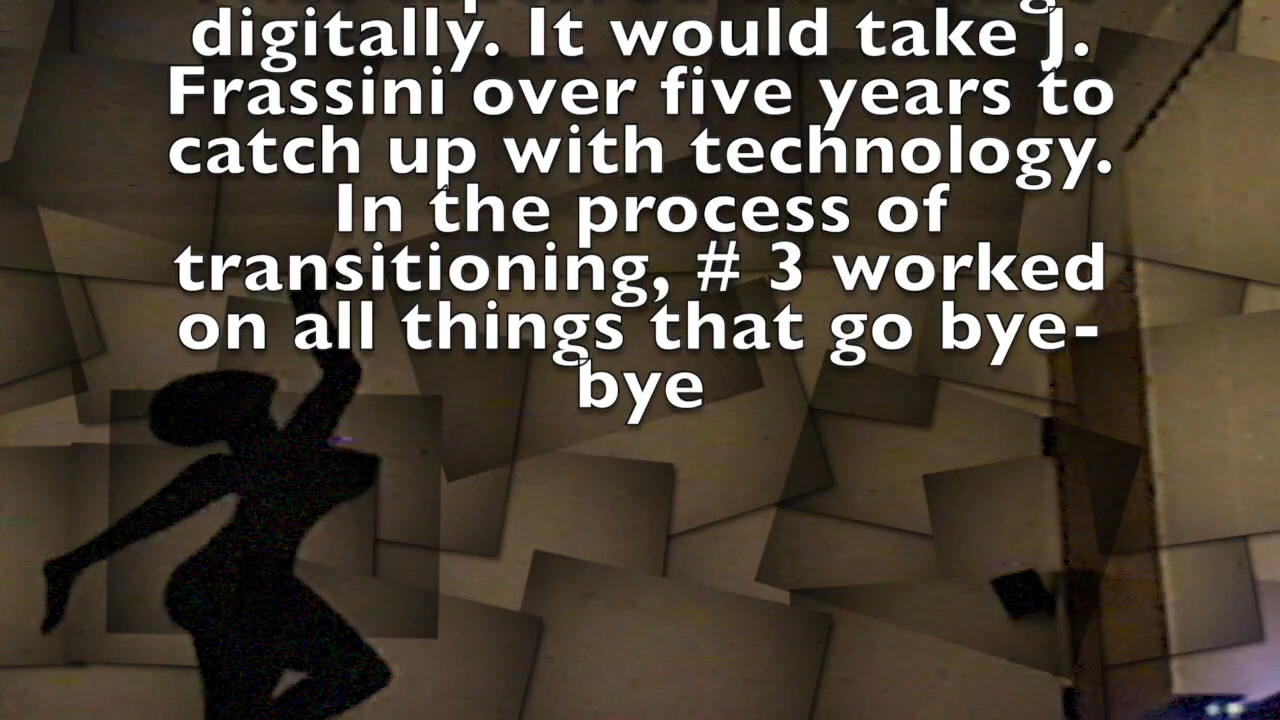 digitally. It would take J.
Frassini over five years to
catch up with technology.
In the process of
transitioning, # 3 worked
on all things that go bye-
bye